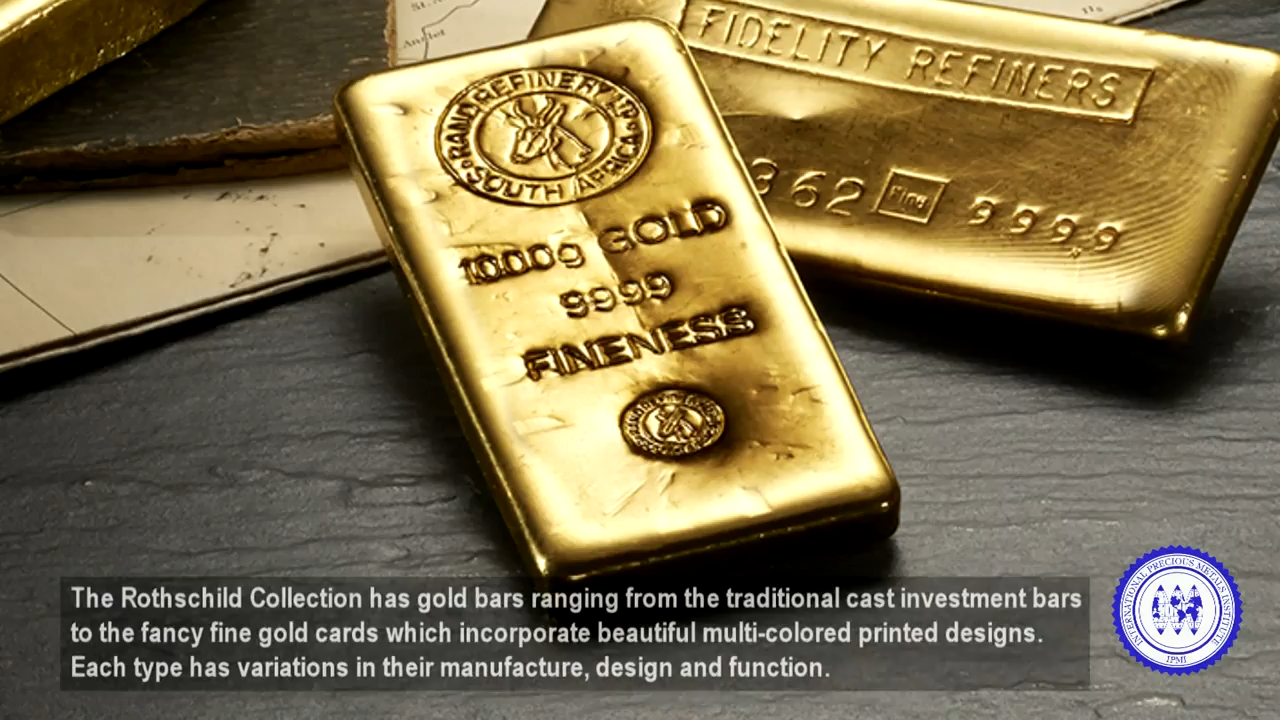 FIDELITY REFINERS
RAND REFINERY LTD
SOUTH AFRICA
362
9999
1000g GOLD
9999
FINENESS
The Rothschild Collection has gold bars ranging from the traditional cast investment bars
to the fancy fine gold cards which incorporate beautiful multi-colored printed designs.
Each type has variations in their manufacture, design and function.
INTERNATIONAL PRECIOUS METALS INSTITUTE
IPMI